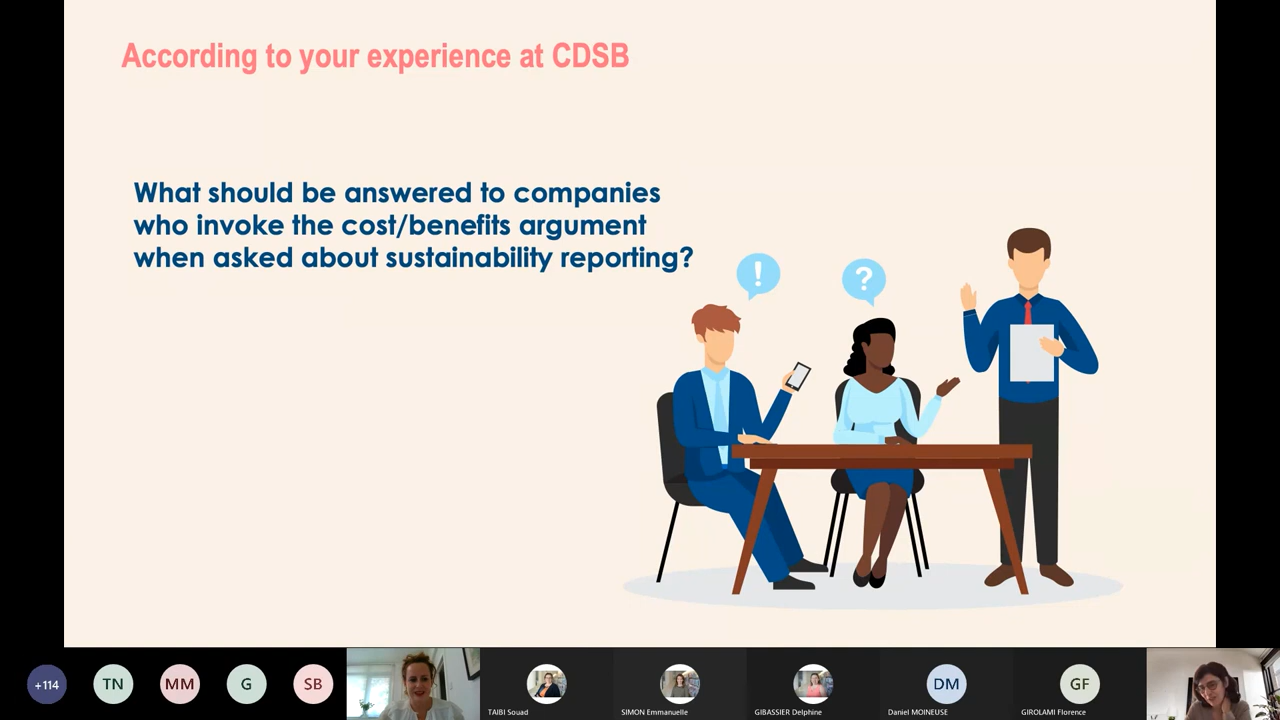 According to your experience at CDSB
What should be answered to companies
who invoke the cost/benefits argument
when asked about sustainability reporting?
!
?
+114
TN
MM
G
SB
TAIBI Souad
SIMON Emmanuelle
GIBASSIER Delphine
DM
Daniel MOINEUSE
GF
GIROLAMI Florence